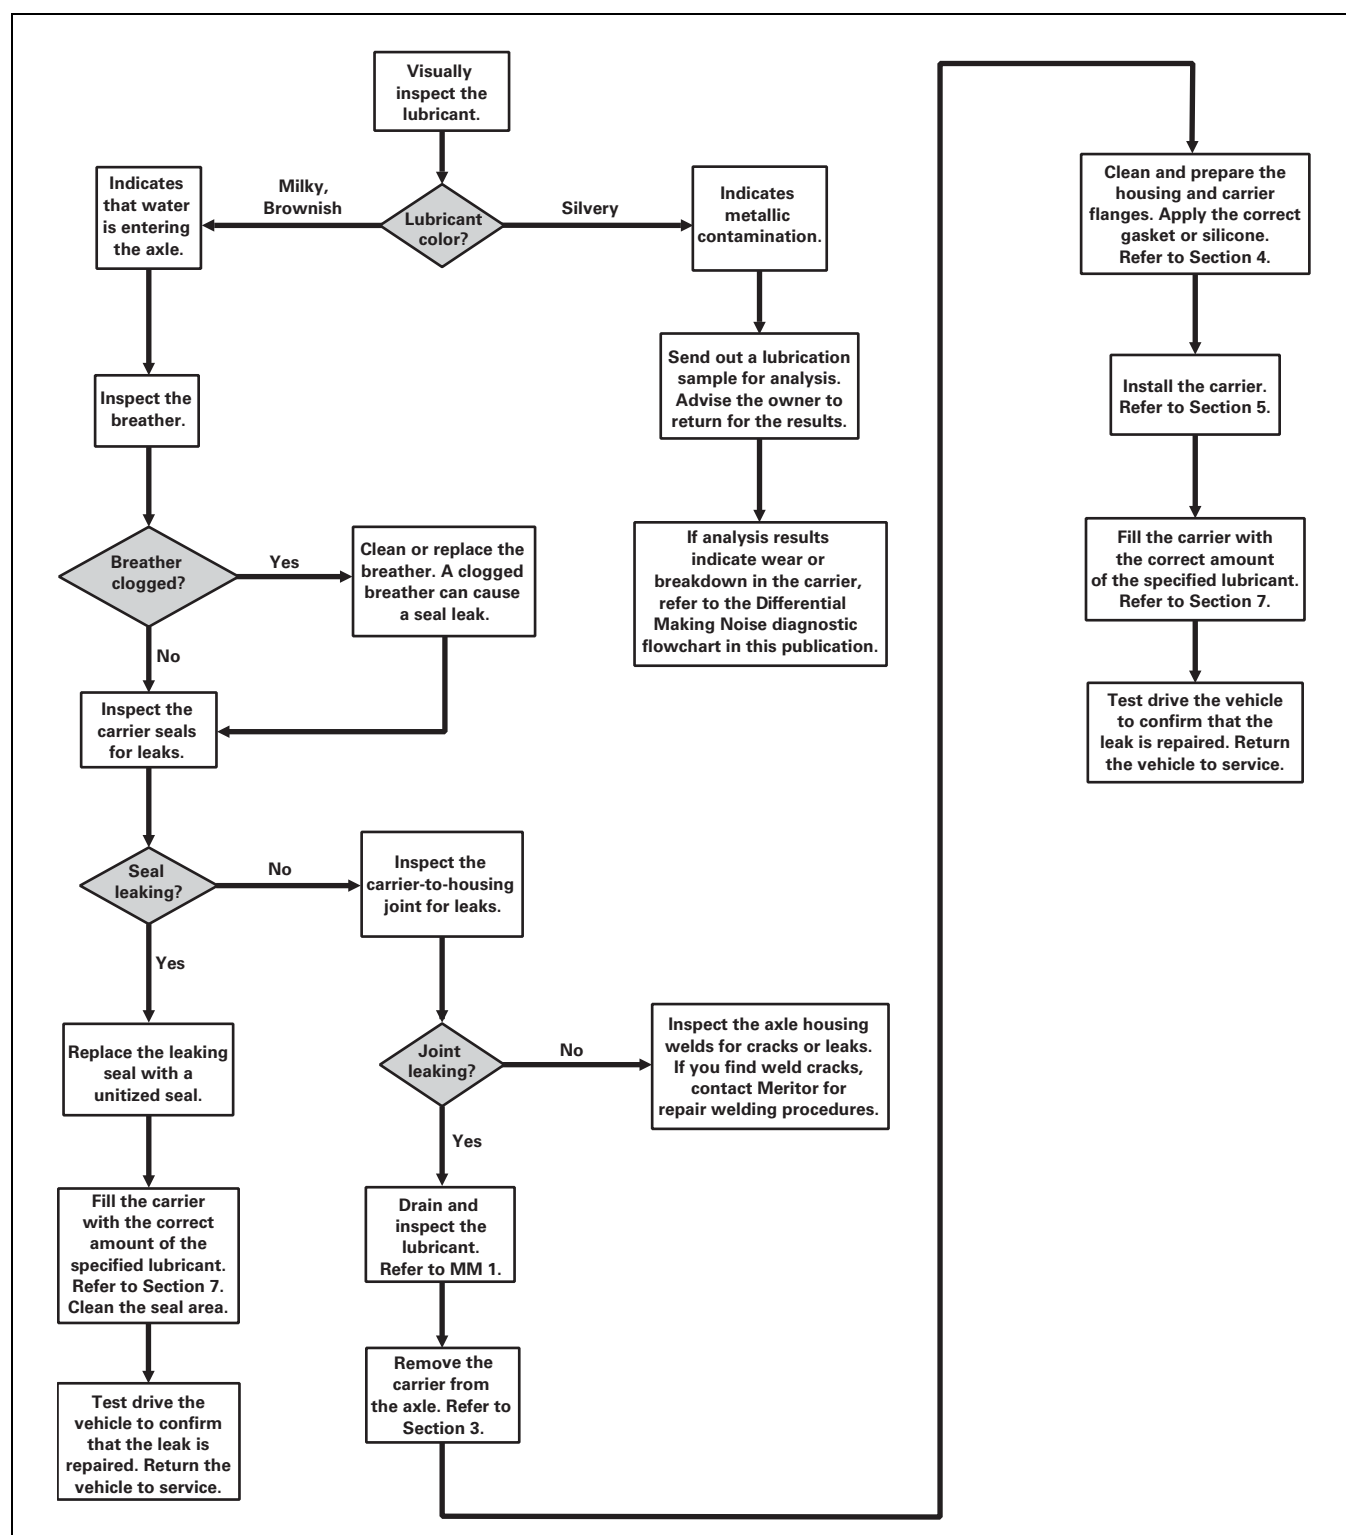 Visually
inspect the
lubricant.
Lubricant
color?
Milky,
Brownish
Indicates
that water
is entering
the axle.
Silvery
Indicates
metallic
contamination.
Send out a lubrication
sample for analysis.
Advise the owner to
return for the results.
If analysis results
indicate wear or
breakdown in the carrier,
refer to the Differential
Making Noise diagnostic
flowchart in this publication.
Inspect the
breather.
Breather
clogged?
Yes
Clean or replace the
breather. A clogged
breather can cause
a seal leak.
No
Inspect the
carrier seals
for leaks.
Seal
leaking?
No
Inspect the
carrier-to-housing
joint for leaks.
Yes
Replace the leaking
seal with a
unitized seal.
Fill the carrier
with the correct
amount of the
specified lubricant.
Refer to Section 7.
Clean the seal area.
Test drive the
vehicle to confirm
that the leak is
repaired. Return the
vehicle to service.
Joint
leaking?
No
Inspect the axle housing
welds for cracks or leaks.
If you find weld cracks,
contact Meritor for
repair welding procedures.
Yes
Drain and
inspect the
lubricant.
Refer to MM 1.
Remove the
carrier from
the axle. Refer to
Section 3.
Clean and prepare the
housing and carrier
flanges. Apply the correct
gasket or silicone.
Refer to Section 4.
Install the carrier.
Refer to Section 5.
Fill the carrier with
the correct amount
of the specified lubricant.
Refer to Section 7.
Test drive the vehicle
to confirm that the
leak is repaired. Return
the vehicle to service.